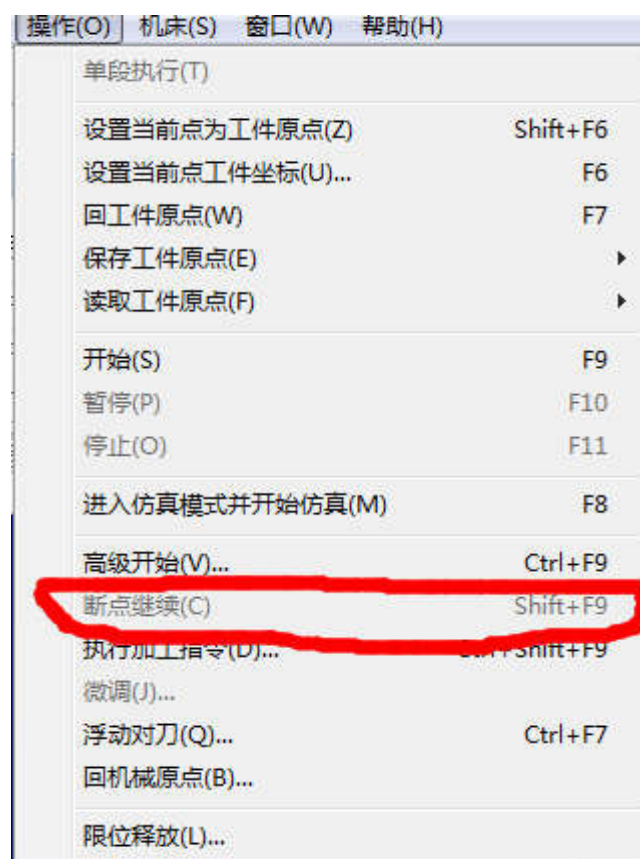 操作(O) 机床(S) 窗口(W) 帮助(H)
单段执行(T)
设置当前点为工件原点(Z) Shift+F6
设置当前点工件坐标(U)... F6
回工件原点(W) F7
保存工件原点(E)
读取工件原点(F)
开始(S) F9
暂停(P) F10
停止(O) F11
进入仿真模式并开始仿真(M) F8
高级开始(V)... Ctrl+F9
断点继续(C) Shift+F9
执行加工指令(D)... Ctrl+Shift+F9
微调(J)...
浮动对刀(Q)... Ctrl+F7
回机械原点(B)...
限位释放(L)...